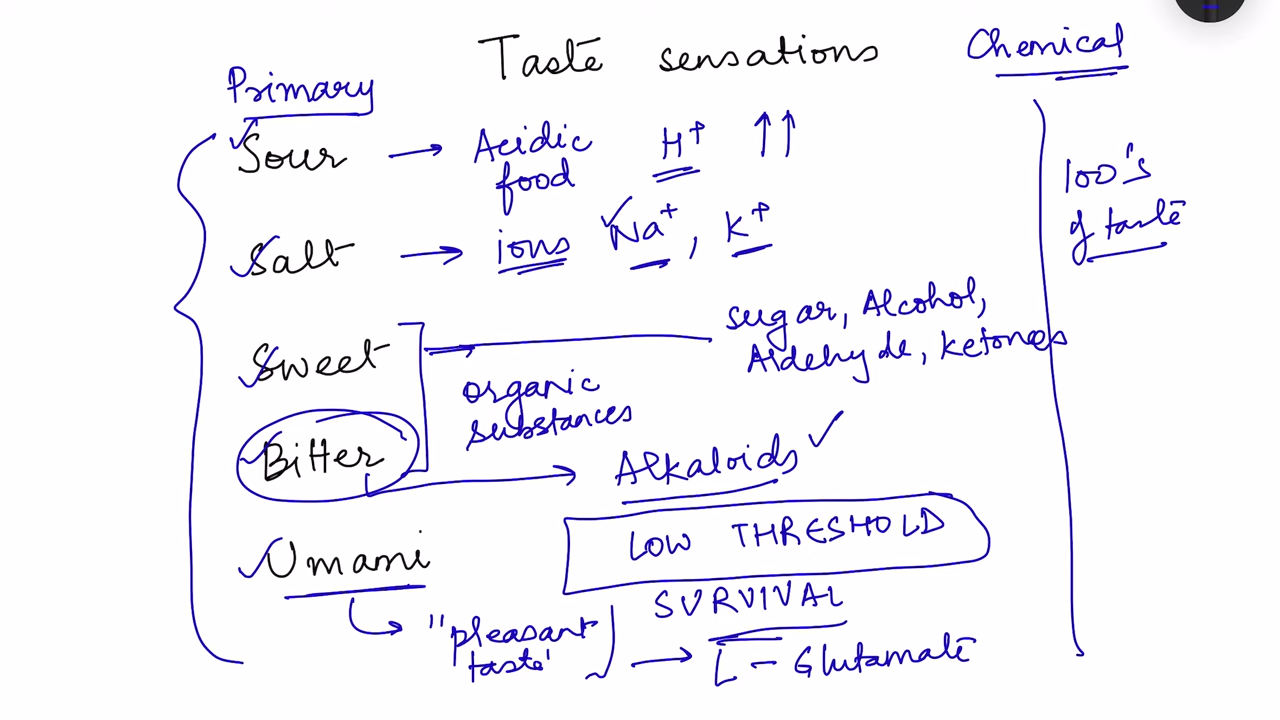 Taste sensations
Chemical
Primary
Sour → Acidic food H+ ↑↑
100's of taste
Salt → ions Na+, K+
Sweet
sugar, Alcohol,
Aldehyde, Ketones
organic
substances
Bitter → Alkaloids
LOW THRESHOLD
Umami
SURVIVAL
"pleasant
taste" → L - Glutamate